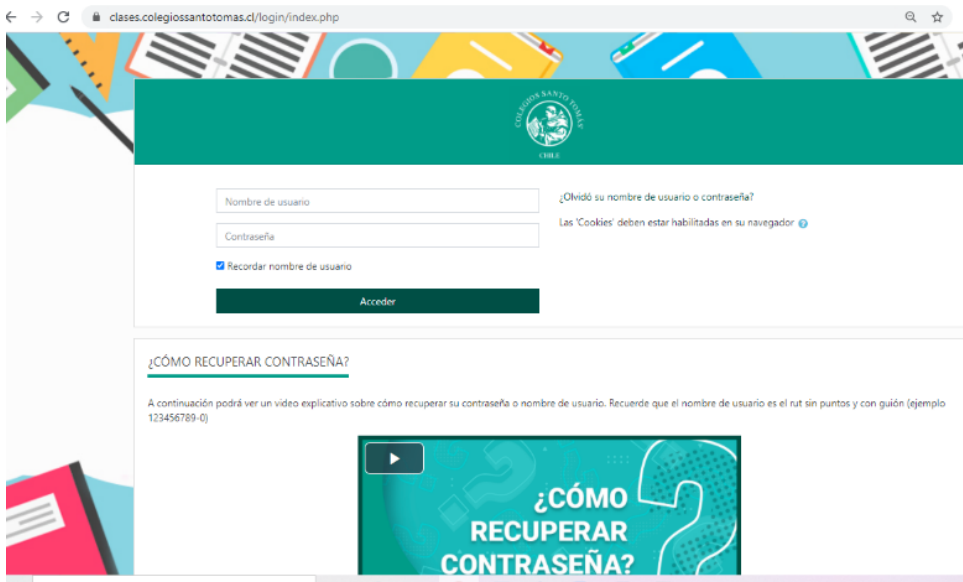 clases.colegiossantotomas.cl/login/index.php
COLEGIOS SANTO TOMÁS
CHILE
Nombre de usuario
¿Olvidó su nombre de usuario o contraseña?
Las 'Cookies' deben estar habilitadas en su navegador
Contraseña
Recordar nombre de usuario
Acceder
¿CÓMO RECUPERAR CONTRASEÑA?
A continuación podrá ver un video explicativo sobre cómo recuperar su contraseña o nombre de usuario. Recuerde que el nombre de usuario es el rut sin puntos y con guión (ejemplo
123456789-0)
¿CÓMO
RECUPERAR
CONTRASEÑA?